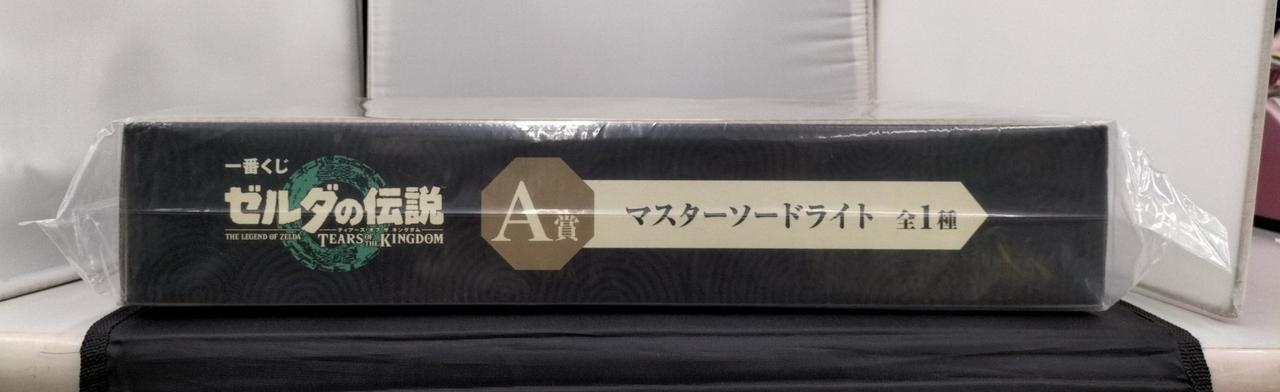 一番くじ
ゼルダの伝説
ティアーズ オブ ザ キングダム
THE LEGEND OF ZELDA TEARS OF THE KINGDOM
A賞
マスターソードライト 全1種